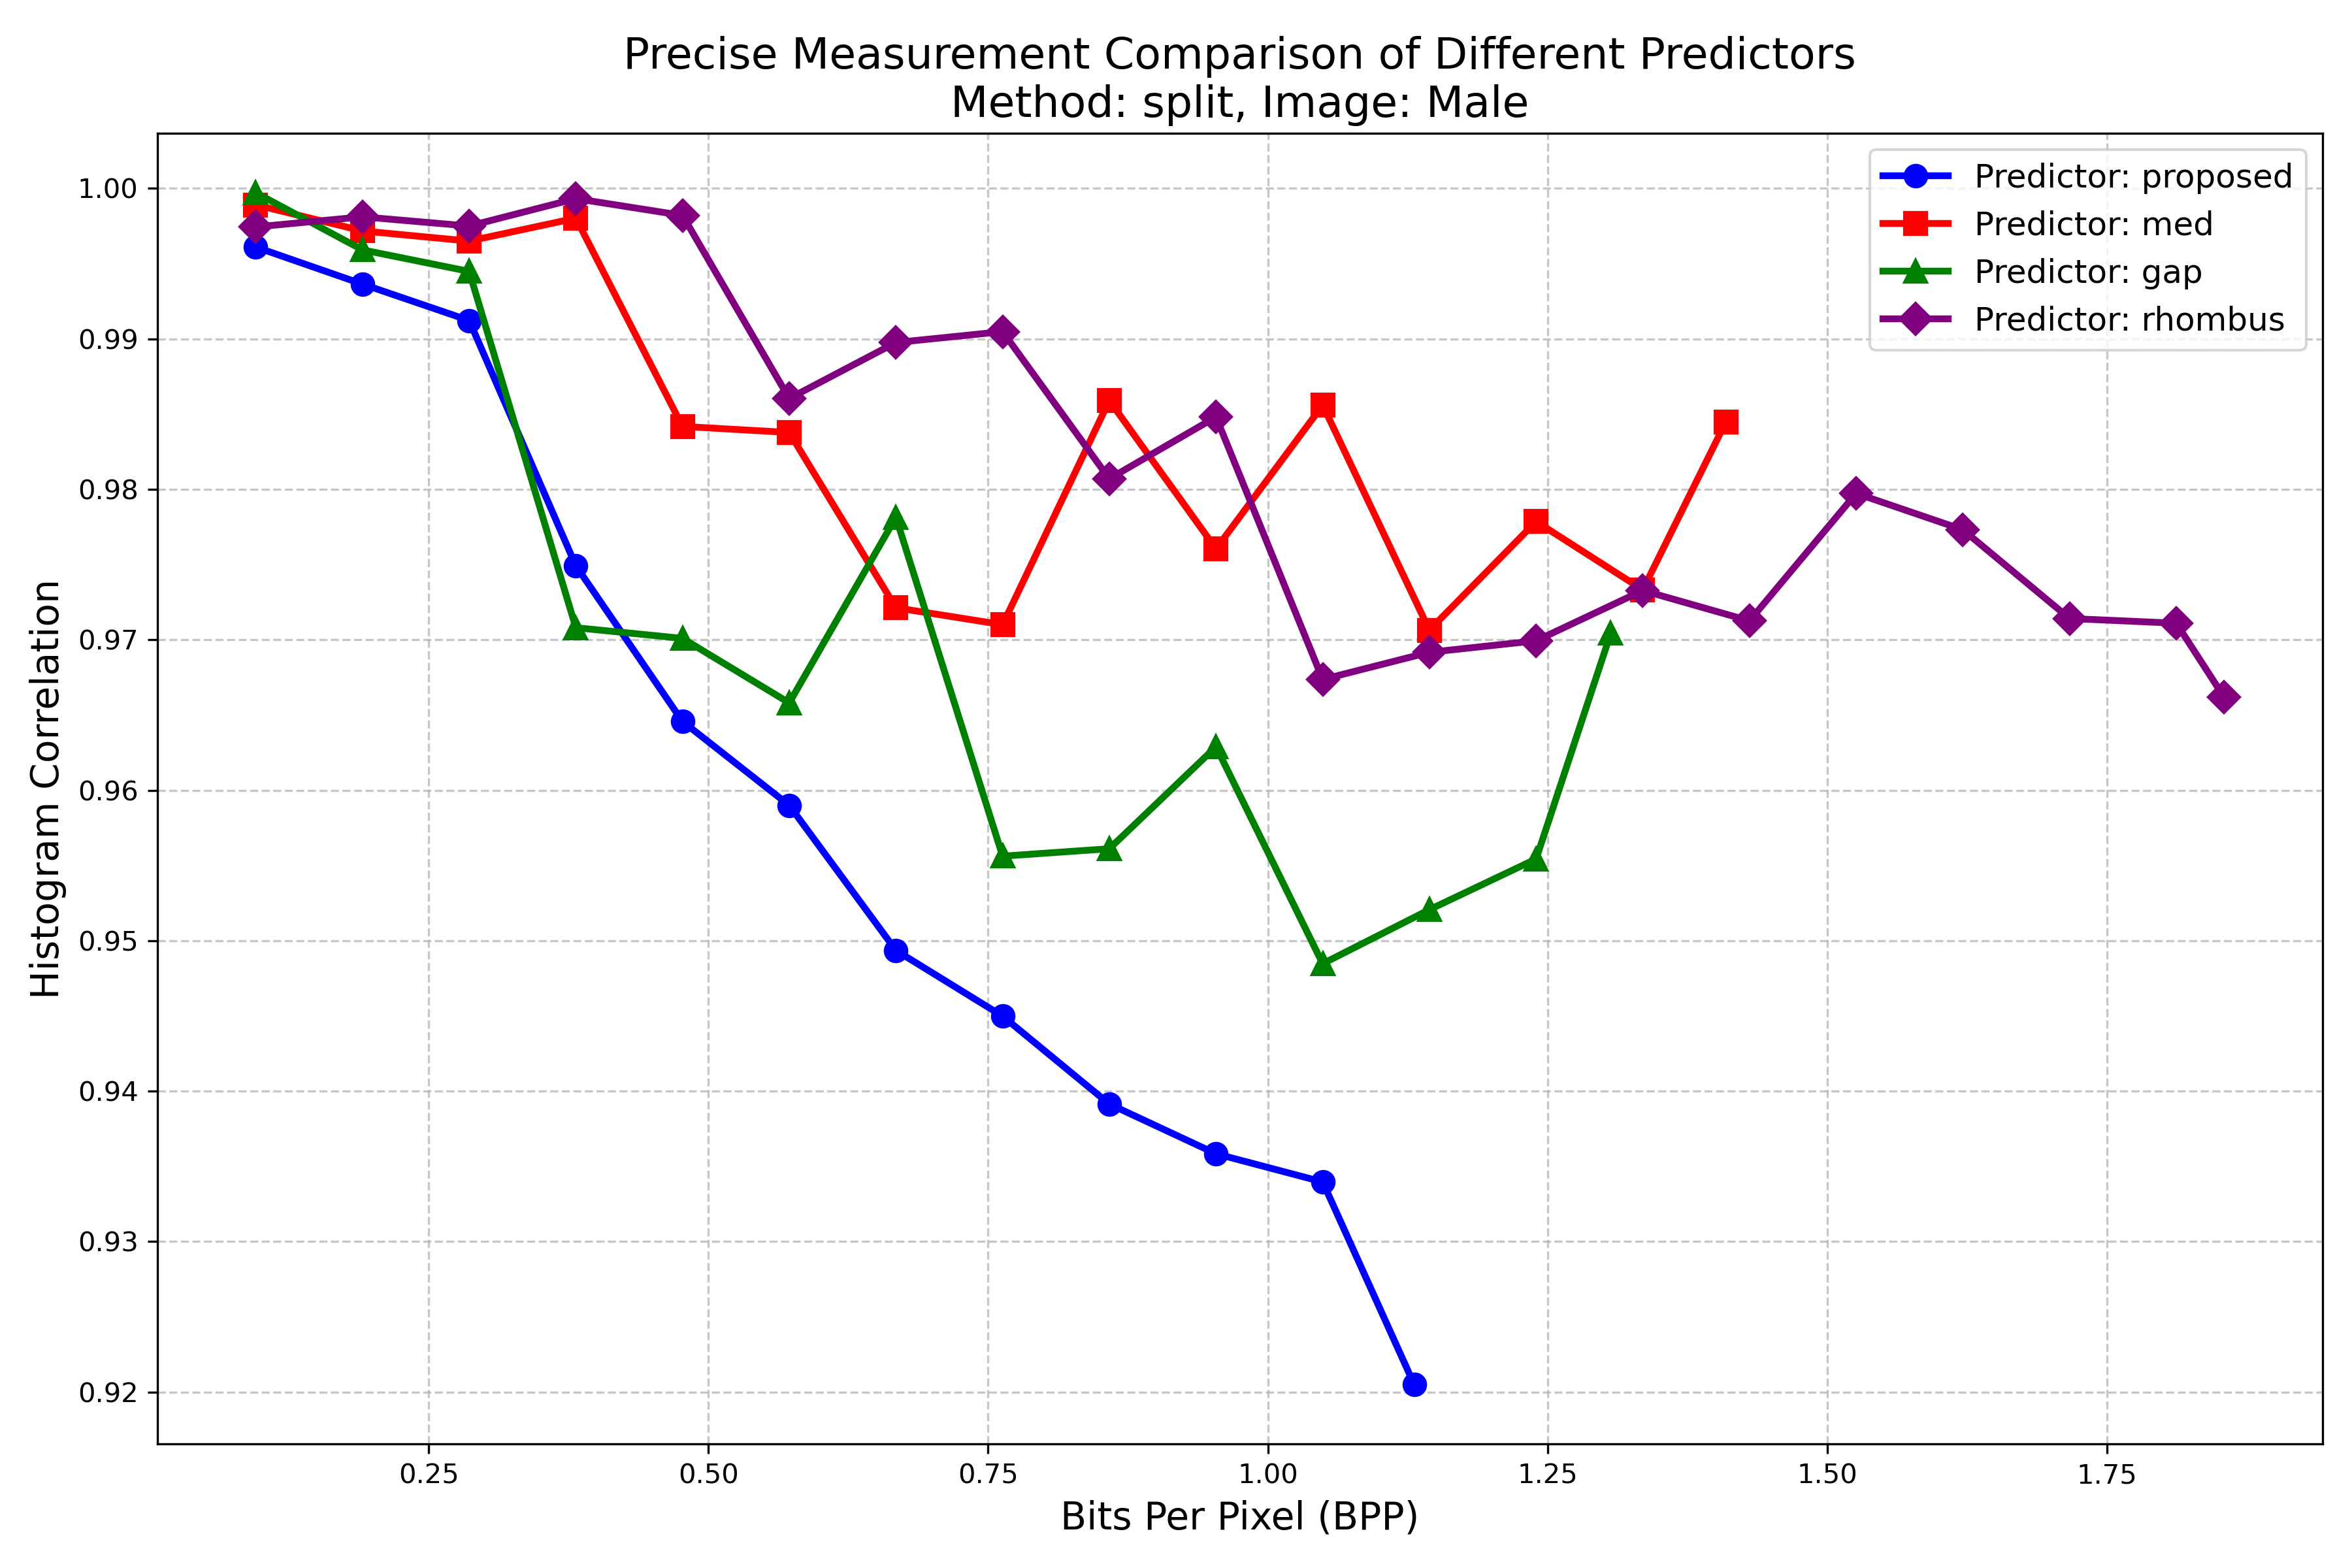 Precise Measurement Comparison of Different Predictors
Method: split, Image: Male
Predictor: proposed
Predictor: med
Predictor: gap
Predictor: rhombus
Histogram Correlation
1.00
0.99
0.98
0.97
0.96
0.95
0.94
0.93
0.92
0.25 0.50 0.75 1.00 1.25 1.50 1.75
Bits Per Pixel (BPP)